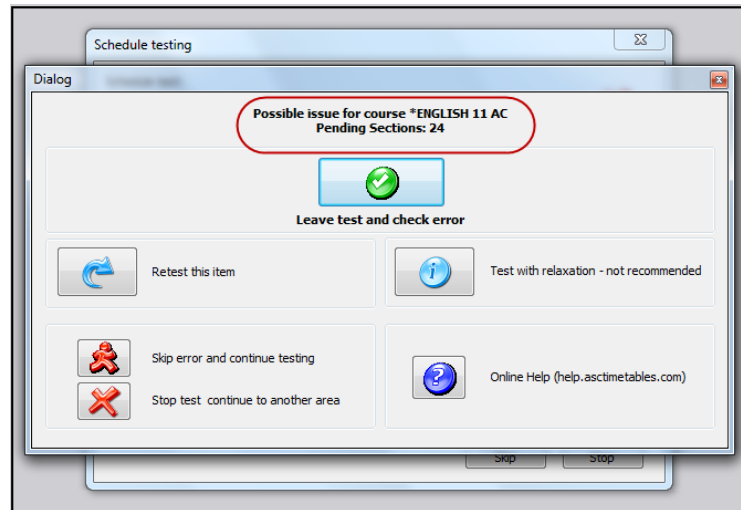 Schedule testing
Dialog
Possible issue for course *ENGLISH 11 AC
Pending Sections: 24
Leave test and check error
Retest this item
Test with relaxation - not recommended
Skip error and continue testing
Stop test continue to another area
Online Help (help.asctimetables.com)
Skip
Stop